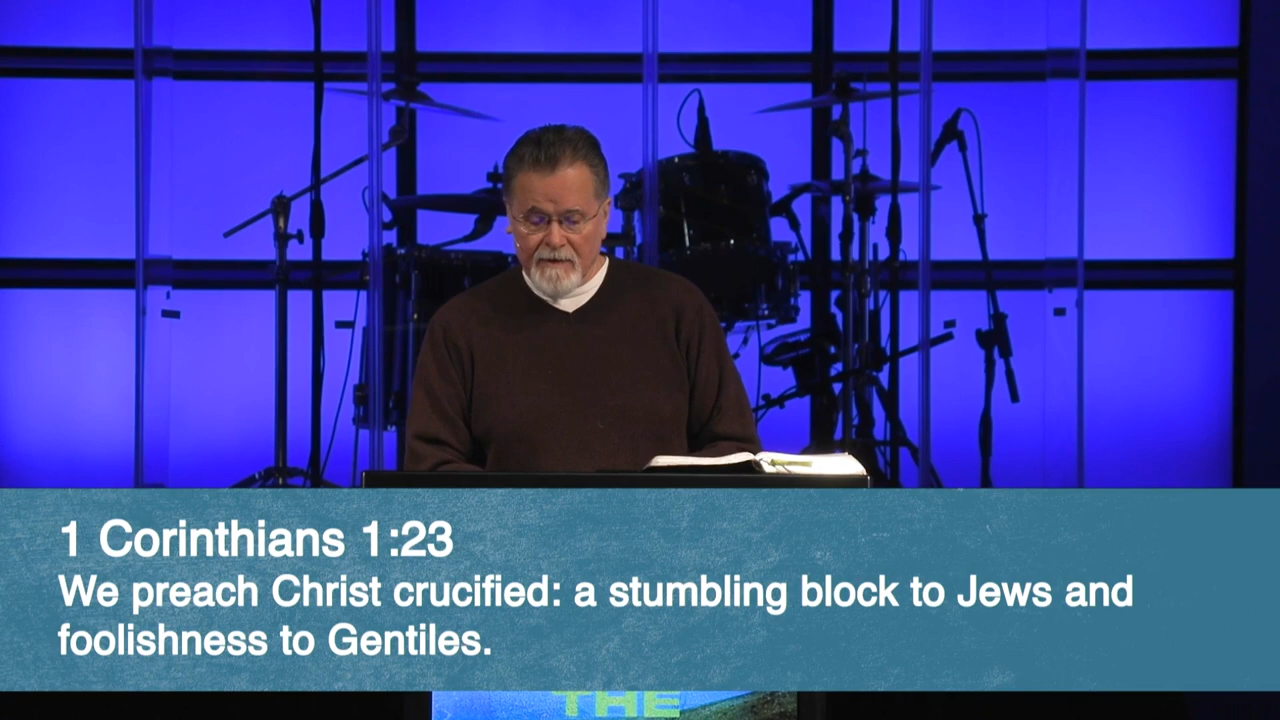 1 Corinthians 1:23
We preach Christ crucified: a stumbling block to Jews and
foolishness to Gentiles.
THE